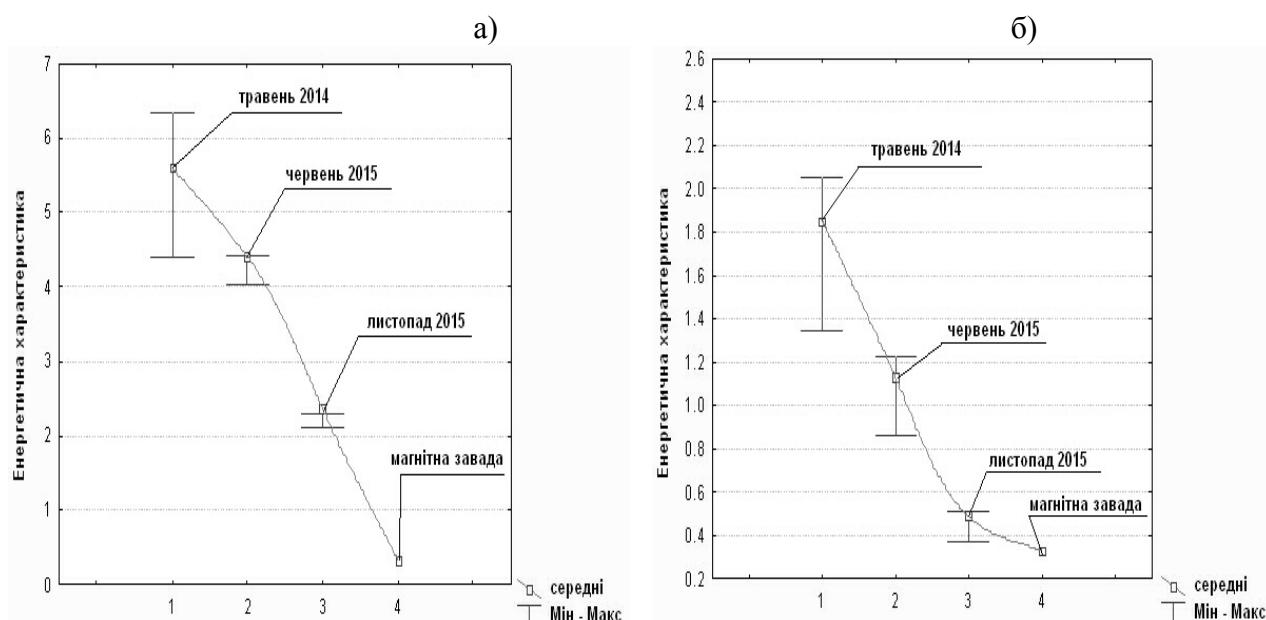 а)
Енергетична характеристика
7
6
5
4
3
2
1
0
травень 2014
червень 2015
листопад 2015
магнітна завада
1 2 3 4
середні
Мін - Макс
б)
Енергетична характеристика
2.6
2.4
2.2
2.0
1.8
1.6
1.4
1.2
1.0
0.8
0.6
0.4
0.2
травень 2014
червень 2015
листопад 2015
магнітна завада
1 2 3 4
середні
Мін - Макс